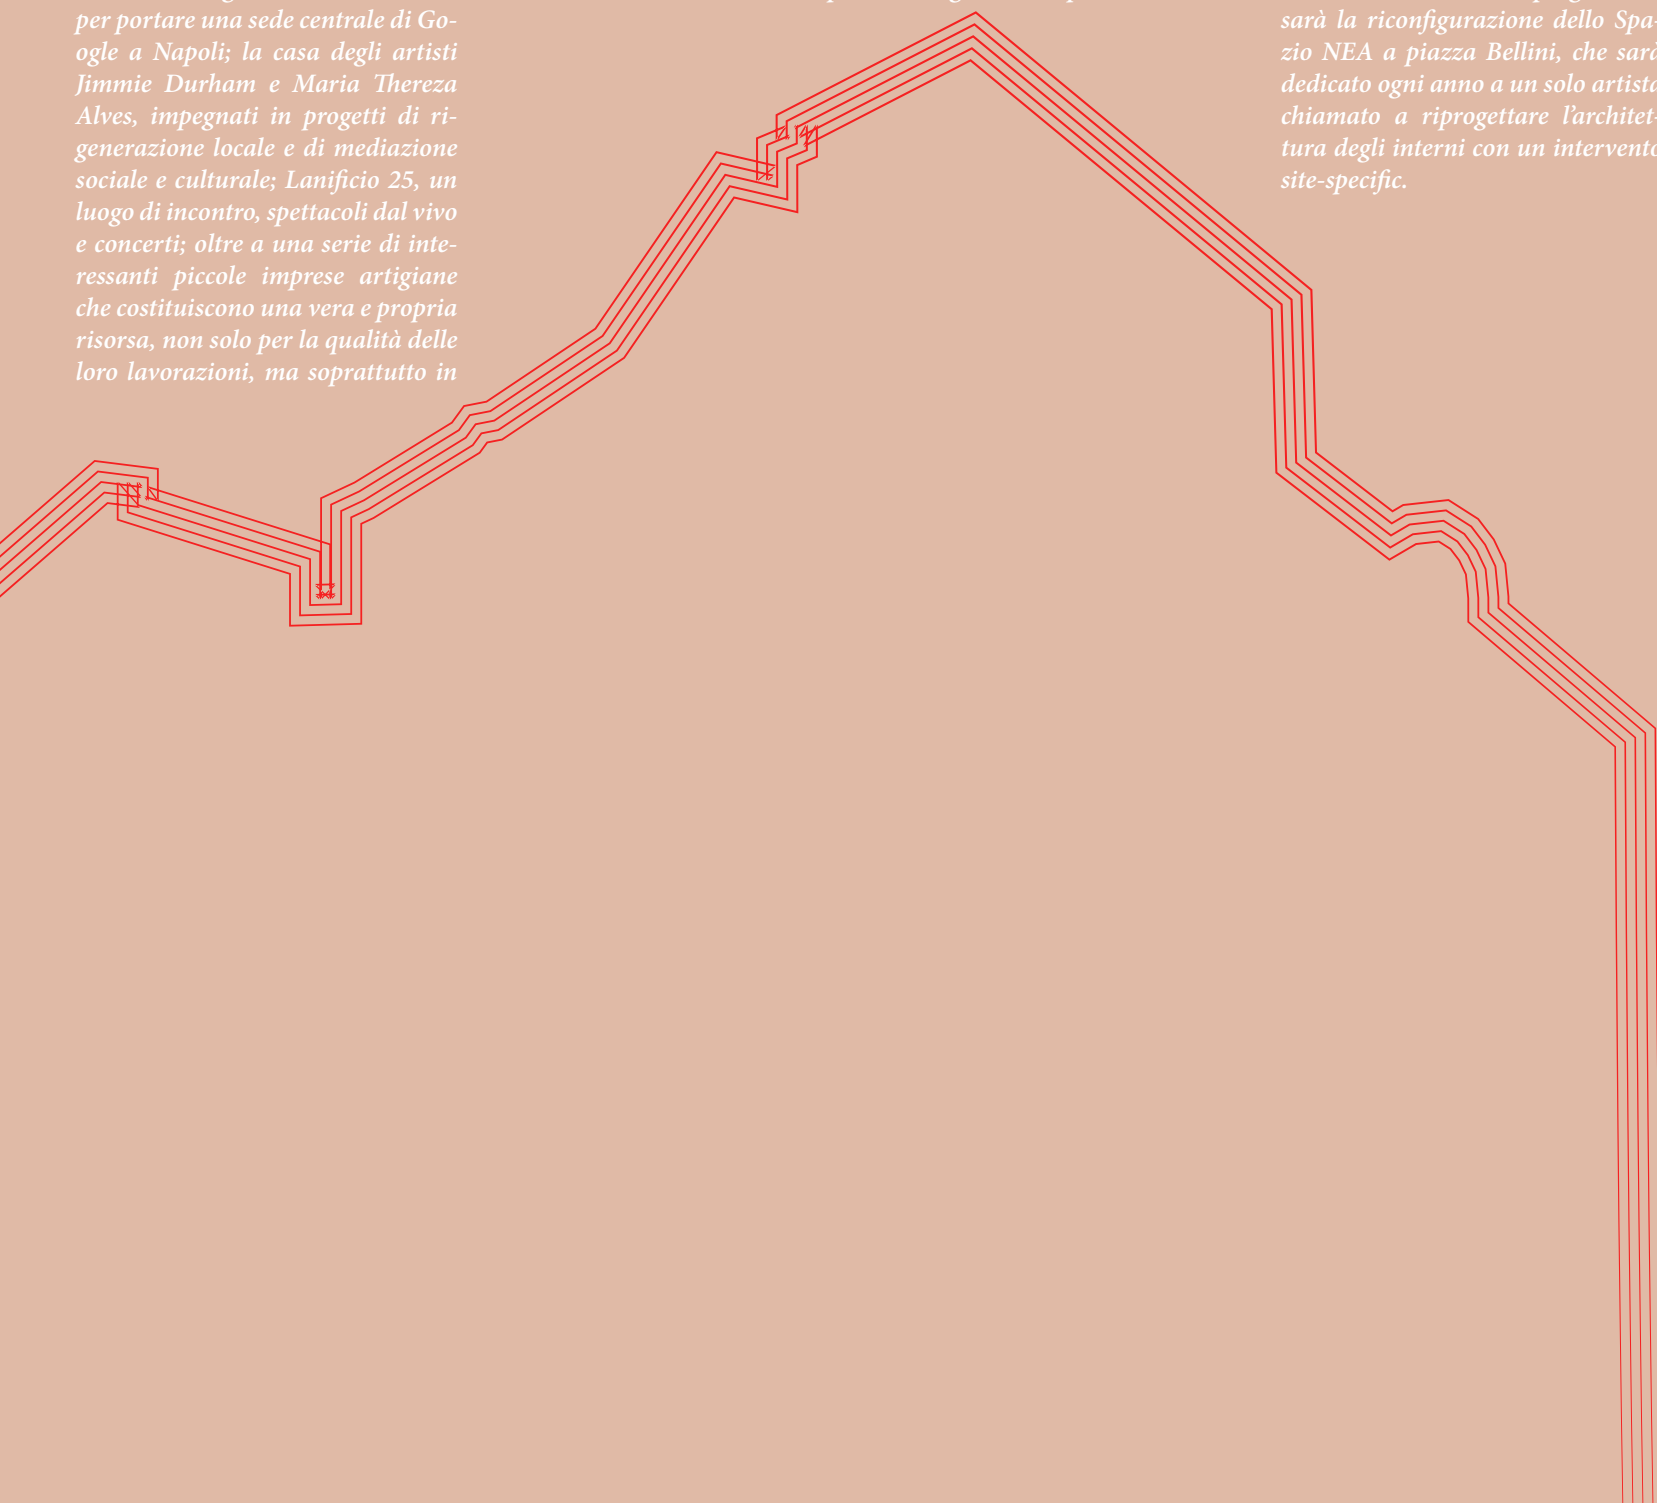 per portare una sede centrale di Go-
ogle a Napoli; la casa degli artisti
Jimmie Durham e Maria Thereza
Alves, impegnati in progetti di ri-
generazione locale e di mediazione
sociale e culturale; Lanificio 25, un
luogo di incontro, spettacoli dal vivo
e concerti; oltre a una serie di inte-
ressanti piccole imprese artigiane
che costituiscono una vera e propria
risorsa, non solo per la qualità delle
loro lavorazioni, ma soprattutto in
sarà la riconfigurazione dello Spa-
zio NEA a piazza Bellini, che sarà
dedicato ogni anno a un solo artista
chiamato a riprogettare l'architet-
tura degli interni con un intervento
site-specific.